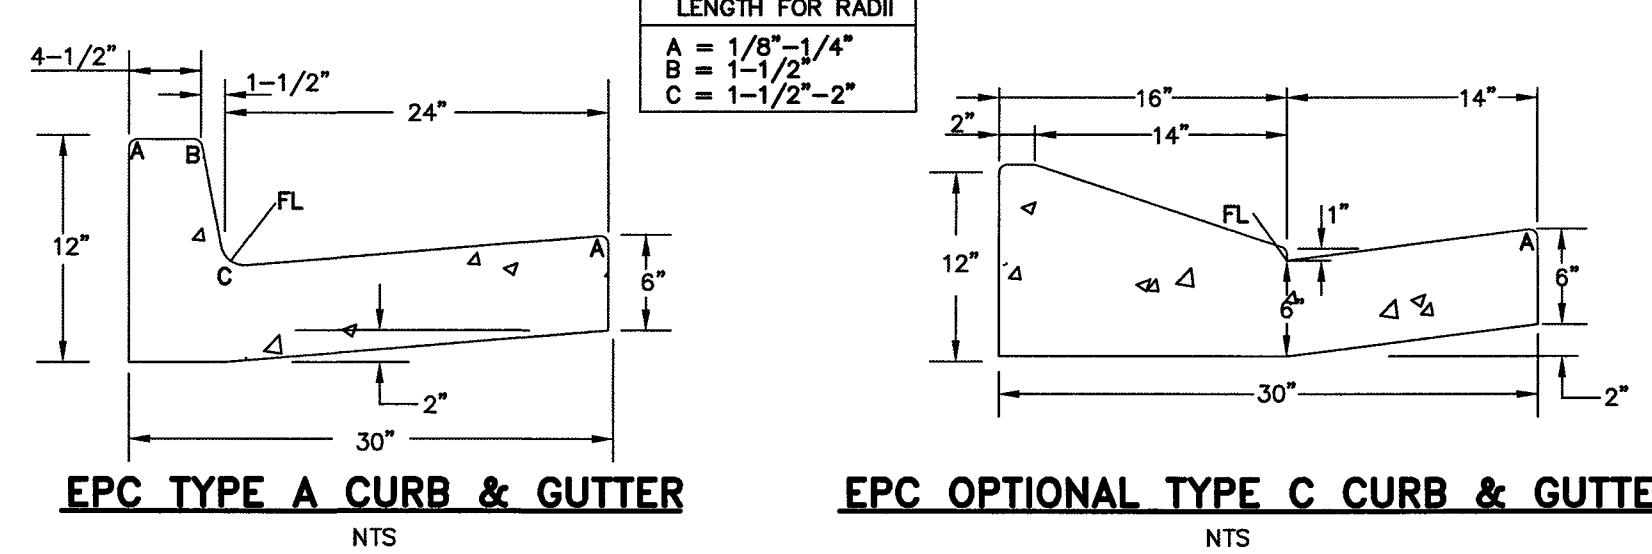 LENGTH FOR RADII
A = 1/8"-1/4"
B = 1-1/2"
C = 1-1/2"-2"
4-1/2"
1-1/2"
24"
A
B
FL
12"
C
A
6"
2"
30"
EPC TYPE A CURB & GUTTER
NTS
16"
14"
2"
14"
FL
1"
A
12"
6"
6"
30"
2"
EPC OPTIONAL TYPE C CURB & GUTTE
NTS